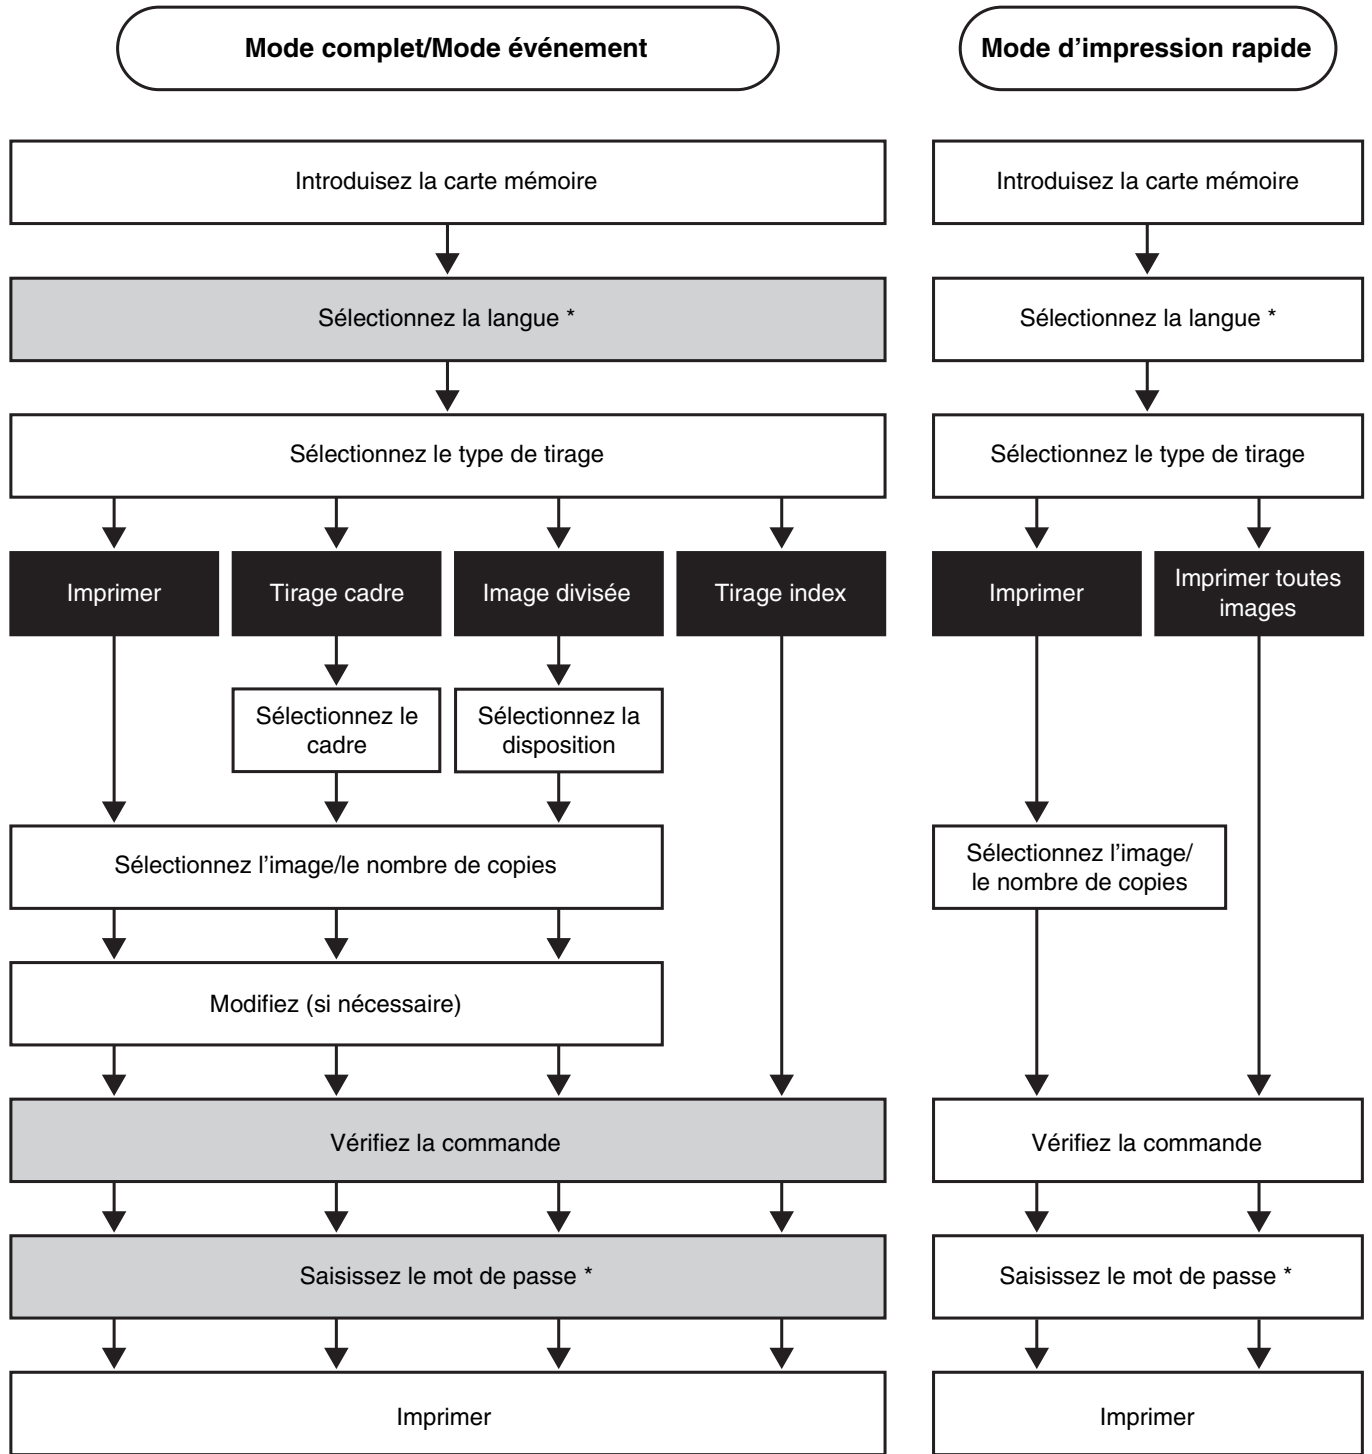 Mode complet/Mode événement
Introduisez la carte mémoire
Sélectionnez la langue *
Sélectionnez le type de tirage
Imprimer
Tirage cadre
Image divisée
Tirage index
Sélectionnez le
cadre
Sélectionnez la
disposition
Sélectionnez l'image/le nombre de copies
Modifiez (si nécessaire)
Vérifiez la commande
Saisissez le mot de passe *
Imprimer
Mode d'impression rapide
Introduisez la carte mémoire
Sélectionnez la langue *
Sélectionnez le type de tirage
Imprimer
Imprimer toutes
images
Sélectionnez l'image/
le nombre de copies
Vérifiez la commande
Saisissez le mot de passe *
Imprimer